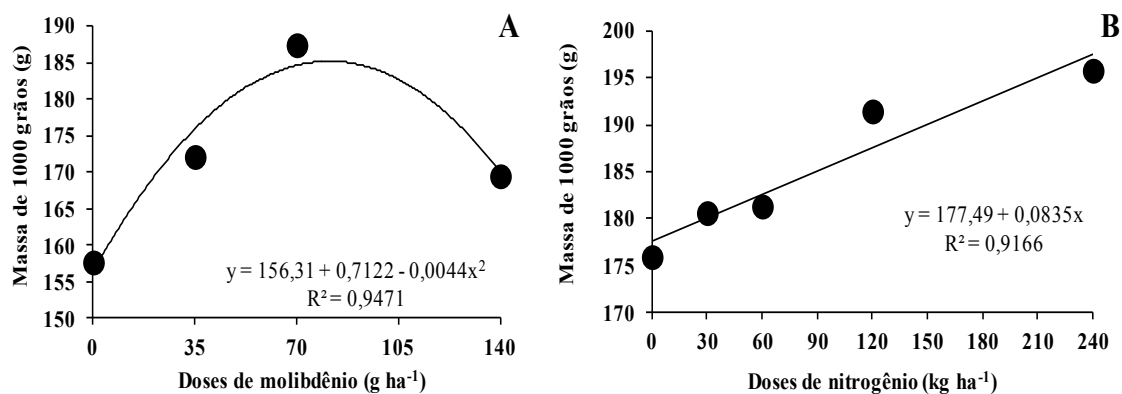 A
Massa de 1000 grãos (g)
190
185
180
175
170
165
160
155
150
y = 156,31 + 0,7122 - 0,0044x²
R² = 0,9471
0 35 70 105 140
Doses de molibdênio (g ha⁻¹)
B
Massa de 1000 grãos (g)
200
195
190
185
180
175
170
y = 177,49 + 0,0835x
R² = 0,9166
0 30 60 90 120 150 180 210 240
Doses de nitrogênio (kg ha⁻¹)